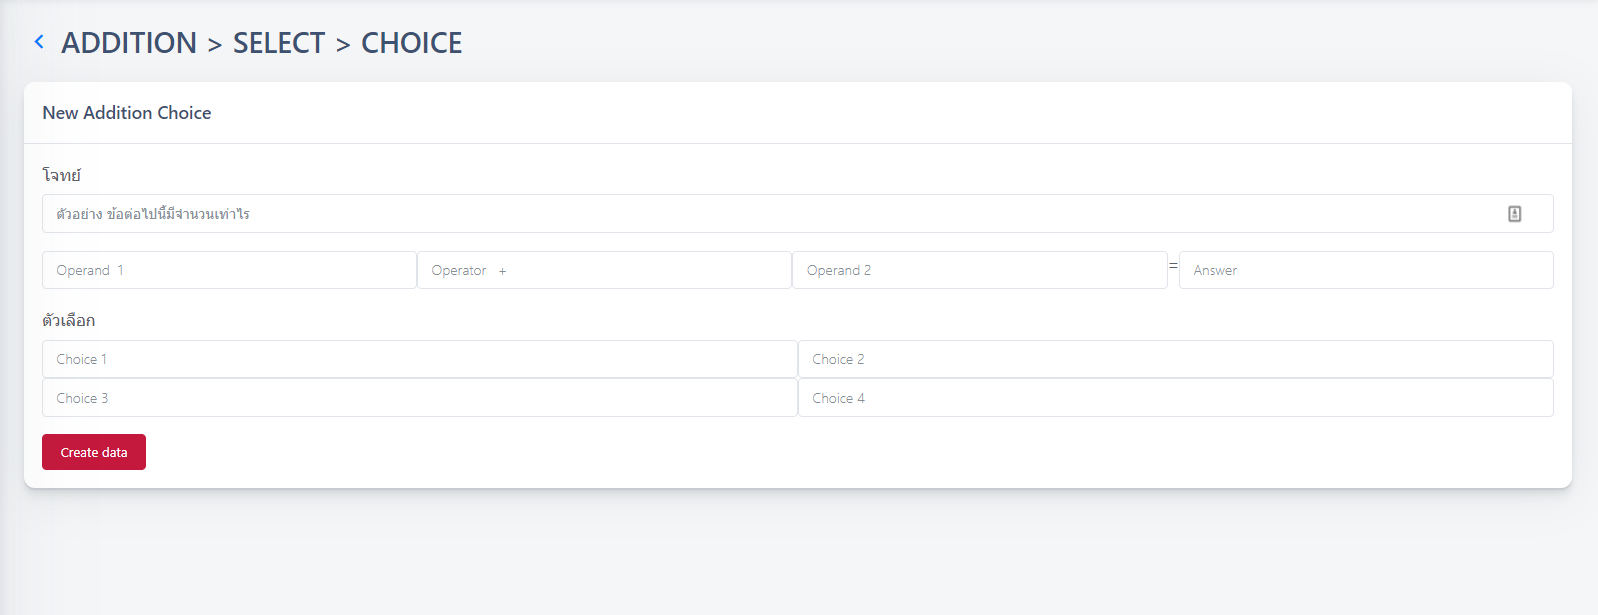 ADDITION > SELECT > CHOICE
New Addition Choice
โจทย์
ตัวอย่าง ข้อต่อไปนี้มีจำนวนเท่าไร
Operand 1 Operator + Operand 2 = Answer
ตัวเลือก
Choice 1 Choice 2
Choice 3 Choice 4
Create data